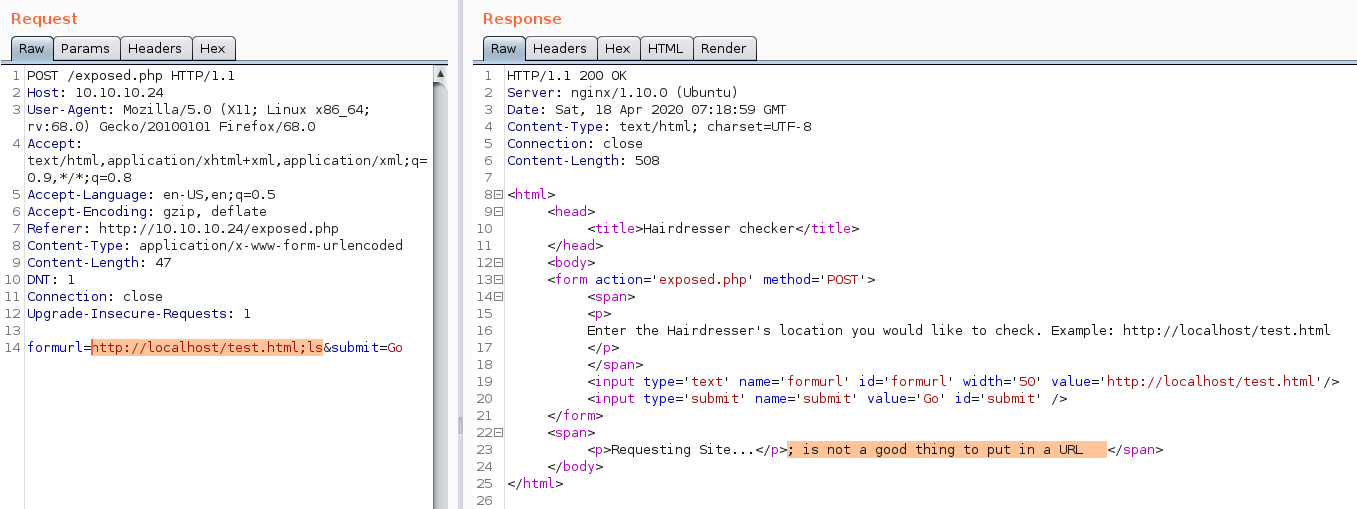 Request
Raw Params Headers Hex
1 POST /exposed.php HTTP/1.1
2 Host: 10.10.10.24
3 User-Agent: Mozilla/5.0 (X11; Linux x86_64;
rv:68.0) Gecko/20100101 Firefox/68.0
4 Accept:
text/html,application/xhtml+xml,application/xml;q=
0.9,*/*;q=0.8
5 Accept-Language: en-US,en;q=0.5
6 Accept-Encoding: gzip, deflate
7 Referer: http://10.10.10.24/exposed.php
8 Content-Type: application/x-www-form-urlencoded
9 Content-Length: 47
10 DNT: 1
11 Connection: close
12 Upgrade-Insecure-Requests: 1
13
14 formurl=http://localhost/test.html;ls&submit=Go
Response
Raw Headers Hex HTML Render
1 HTTP/1.1 200 OK
2 Server: nginx/1.10.0 (Ubuntu)
3 Date: Sat, 18 Apr 2020 07:18:59 GMT
4 Content-Type: text/html; charset=UTF-8
5 Connection: close
6 Content-Length: 508
7
8 <html>
9 <head>
10 <title>Hairdresser checker</title>
11 </head>
12 <body>
13 <form action='exposed.php' method='POST'>
14 <span>
15 <p>
16 Enter the Hairdresser's location you would like to check. Example: http://localhost/test.html
17 </p>
18 </span>
19 <input type='text' name='formurl' id='formurl' width='50' value='http://localhost/test.html'/>
20 <input type='submit' name='submit' value='Go' id='submit' />
21 </form>
22 <span>
23 <p>Requesting Site...</p>; is not a good thing to put in a URL </span>
24 </body>
25 </html>
26